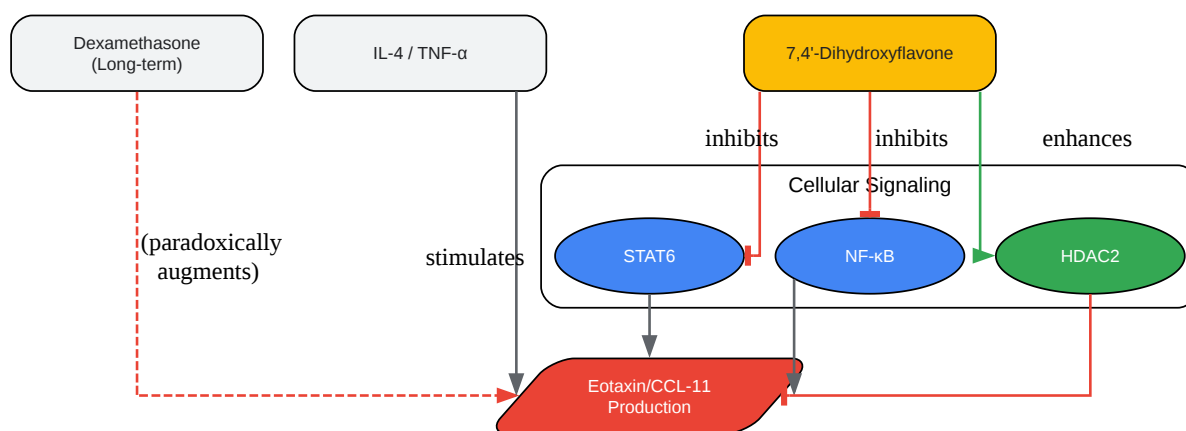 Dexamethasone
(Long-term)
IL-4 / TNF-α
7,4'-Dihydroxyflavone
inhibits
inhibits
enhances
Cellular Signaling
(paradoxically
augments)
stimulates
STAT6
NF-κB
HDAC2
Eotaxin/CCL-11
Production